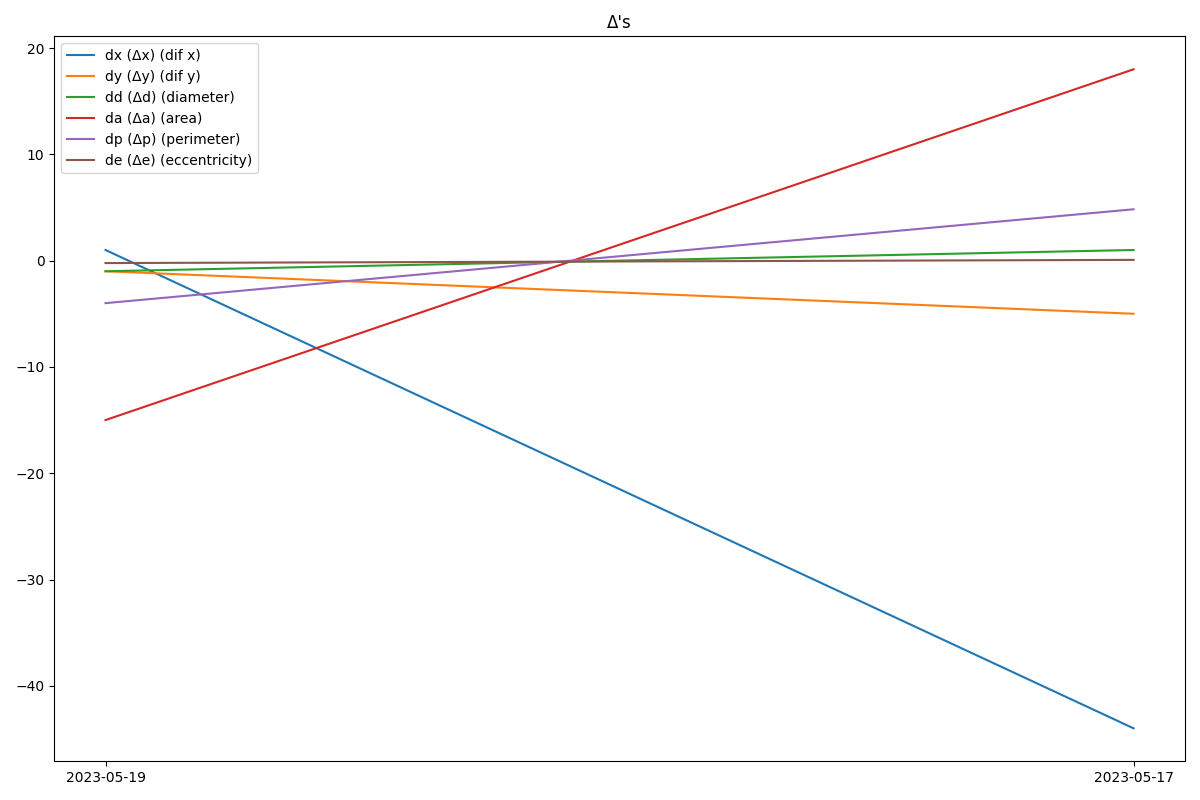 Δ's
dx (Δx) (dif x)
dy (Δy) (dif y)
dd (Δd) (diameter)
da (Δa) (area)
dp (Δp) (perimeter)
de (Δe) (eccentricity)
20
10
0
−10
−20
−30
−40
2023-05-19 2023-05-17